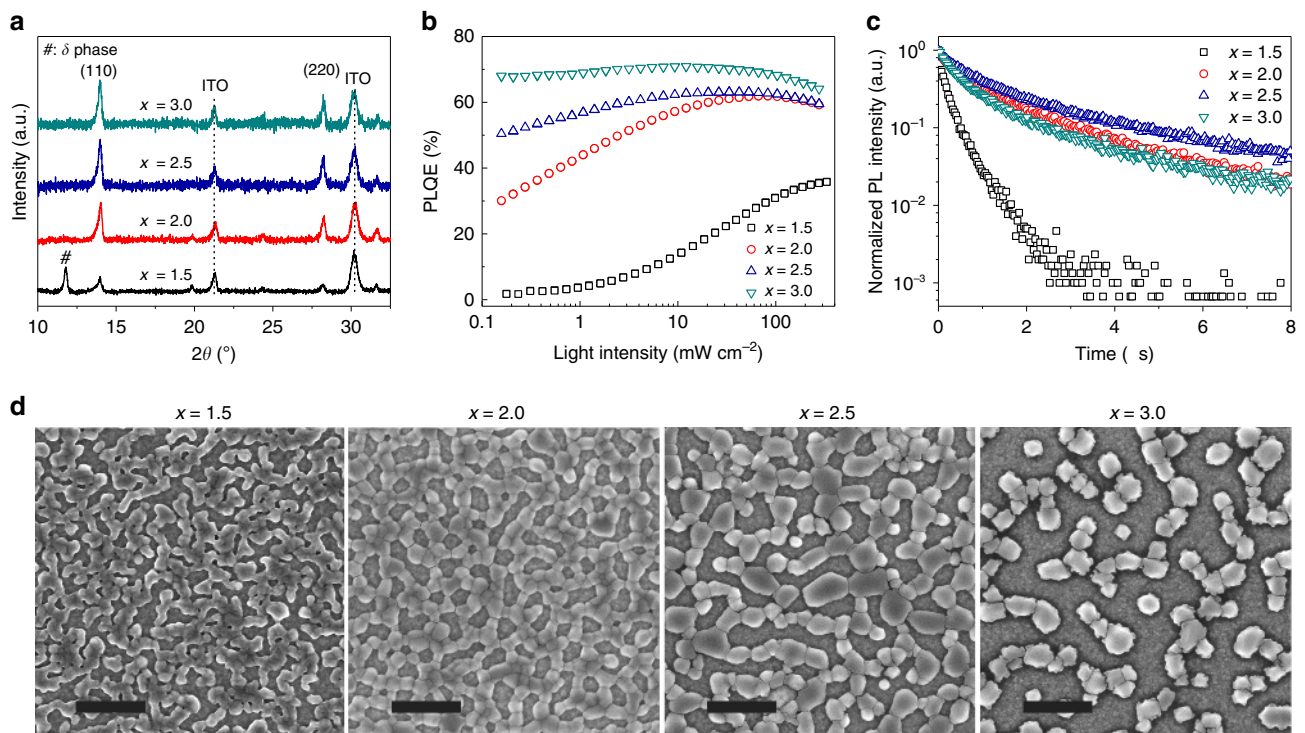 a
#: δ phase
(110)
ITO
(220)
ITO
x = 3.0
x = 2.5
x = 2.0
#
x = 1.5
Intensity (a.u.)
10 15 20 25 30
2θ (°)
b
80
60
40
20
0
PLQE (%)
x = 1.5
x = 2.0
x = 2.5
x = 3.0
0.1 1 10 100
Light intensity (mW cm⁻²)
c
10⁰
10⁻¹
10⁻²
10⁻³
Normalized PL intensity (a.u.)
x = 1.5
x = 2.0
x = 2.5
x = 3.0
0 2 4 6 8
Time ( s)
d
x = 1.5
x = 2.0
x = 2.5
x = 3.0